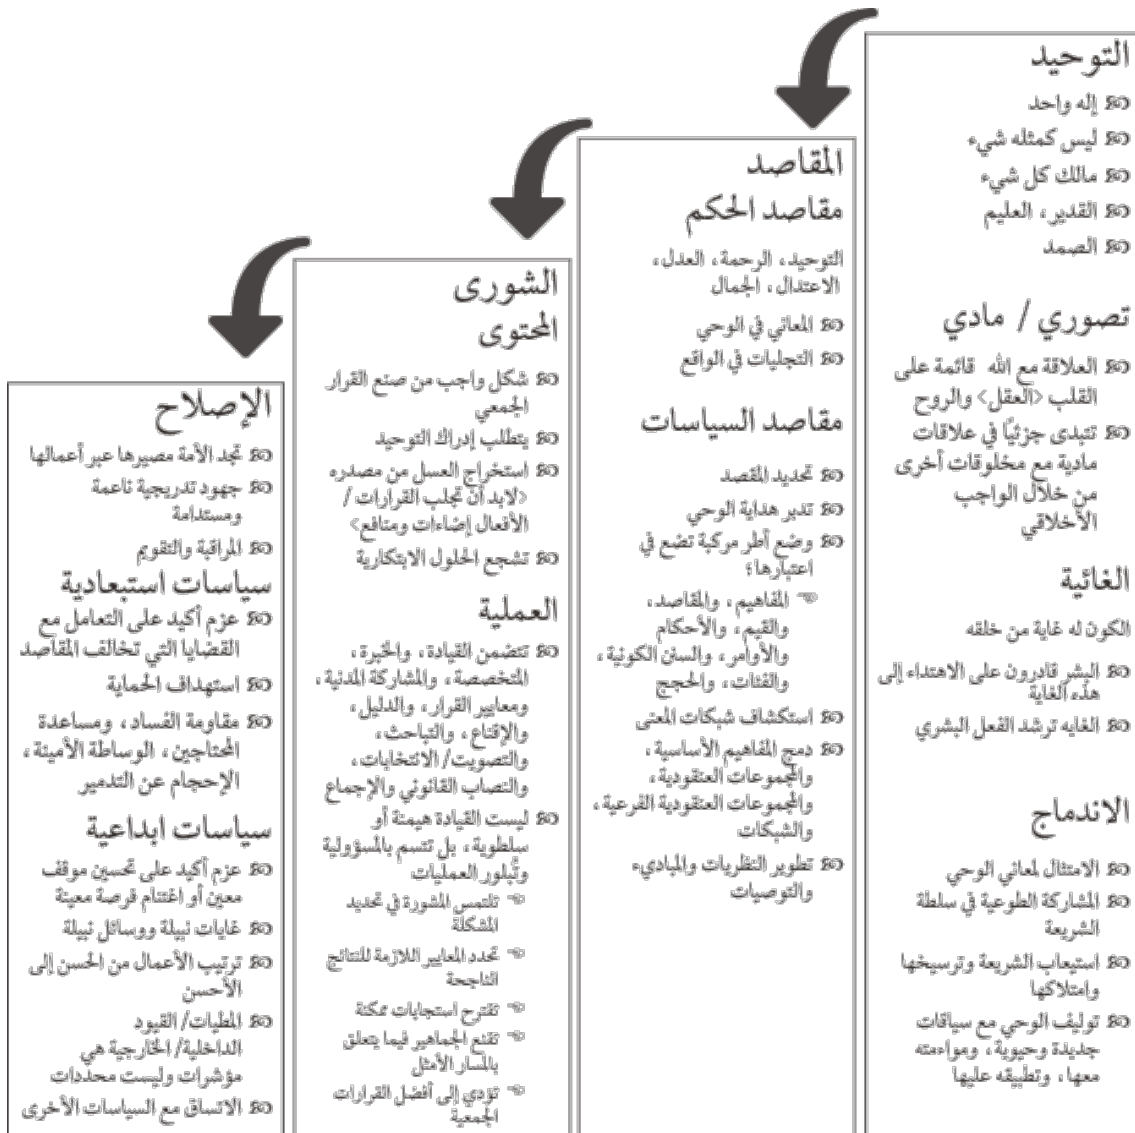 التوحيد
إله واحد
ليس كمثله شيء
مالك كل شيء
القدير، العليم
الصمد
تصوري / مادي
العلاقة مع الله قائمة على
القلب <العقل> والروح
تتبدى جزئيًا في علاقات
مادية مع مخلوقات أخرى
من خلال الواجب
الأخلاقي
الغائية
الكون له غاية من خلقه
البشر قادرون على الاهتداء إلى
هذه الغاية
الغايه ترشد الفعل البشري
الاندماج
الامتثال لمعاني الوحي
المشاركة الطوعية في سلطة
الشريعة
استيعاب الشريعة وترسيخها
وامتلاكها
توليف الوحي مع سياقات
جديدة وحيوية، ومواءمته
معها، وتطبيقه عليها
المقاصد
مقاصد الحكم
التوحيد، الرحمة، العدل،
الاعتدال، الجمال
المعاني في الوحي
التجليات في الواقع
مقاصد السياسات
تحديد المقصد
تدبر هداية الوحي
وضع أطر مركبة تضع في
اعتبارها؛
المفاهيم، والمقاصد،
والقيم، والأحكام
والأوامر، والسنن الكونية،
والفئات، والحجج
استكشاف شبكات المعنى
دمج المفاهيم الأساسية،
والمجموعات العنقودية،
والمجموعات العنقودية الفرعية،
والشبكات
تطوير النظريات والمباديء
والتوصيات
الشورى
المحتوى
شكل واجب من صنع القرار
الجمعي
يتطلب إدراك التوحيد
استخراج العسل من مصدره
<لابد أن تجلب القرارات /
الأفعال إضاءات ومنافع>
تشجع الحلول الابتكارية
العملية
تتضمن القيادة، والخبرة،
المتخصصة، والمشاركة المدنية،
ومعايير القرار، والدليل،
والإقناع، والتباحث،
والتصويت/ الانتخابات،
والنصاب القانوني والإجماع
ليست القيادة هيمنة أو
سلطوية، بل تتسم بالمسؤولية
وتُبلور العمليات
تلتمس المشورة في تحديد
المشكلة
تحدد المعايير اللازمة للنتائج
الناجحة
تقترح استجابات ممكنة
تقنع الجماهير فيما يتعلق
بالمسار الأمثل
تؤدي إلى أفضل القرارات
الجمعية
الإصلاح
تجد الأمة مصيرها عبر أعمالها
جهود تدريجية ناعمة
ومستدامة
المراقبة والتقويم
سياسات استبعادية
عزم أكيد على التعامل مع
القضايا التي تخالف المقاصد
استهداف الحماية
مقاومة الفساد، ومساعدة
المحتاجين، الوساطة الأمينة،
الإحجام عن التدمير
سياسات ابداعية
عزم أكيد على تحسين موقف
معين أو اغتنام فرصة معينة
غايات نبيلة ووسائل نبيلة
ترتيب الأعمال من الحسن إلى
الأحسن
المطيات/ القيود
الداخلية/ الخارجية هي
مؤشرات وليست محددات
الاتساق مع السياسات الأخرى